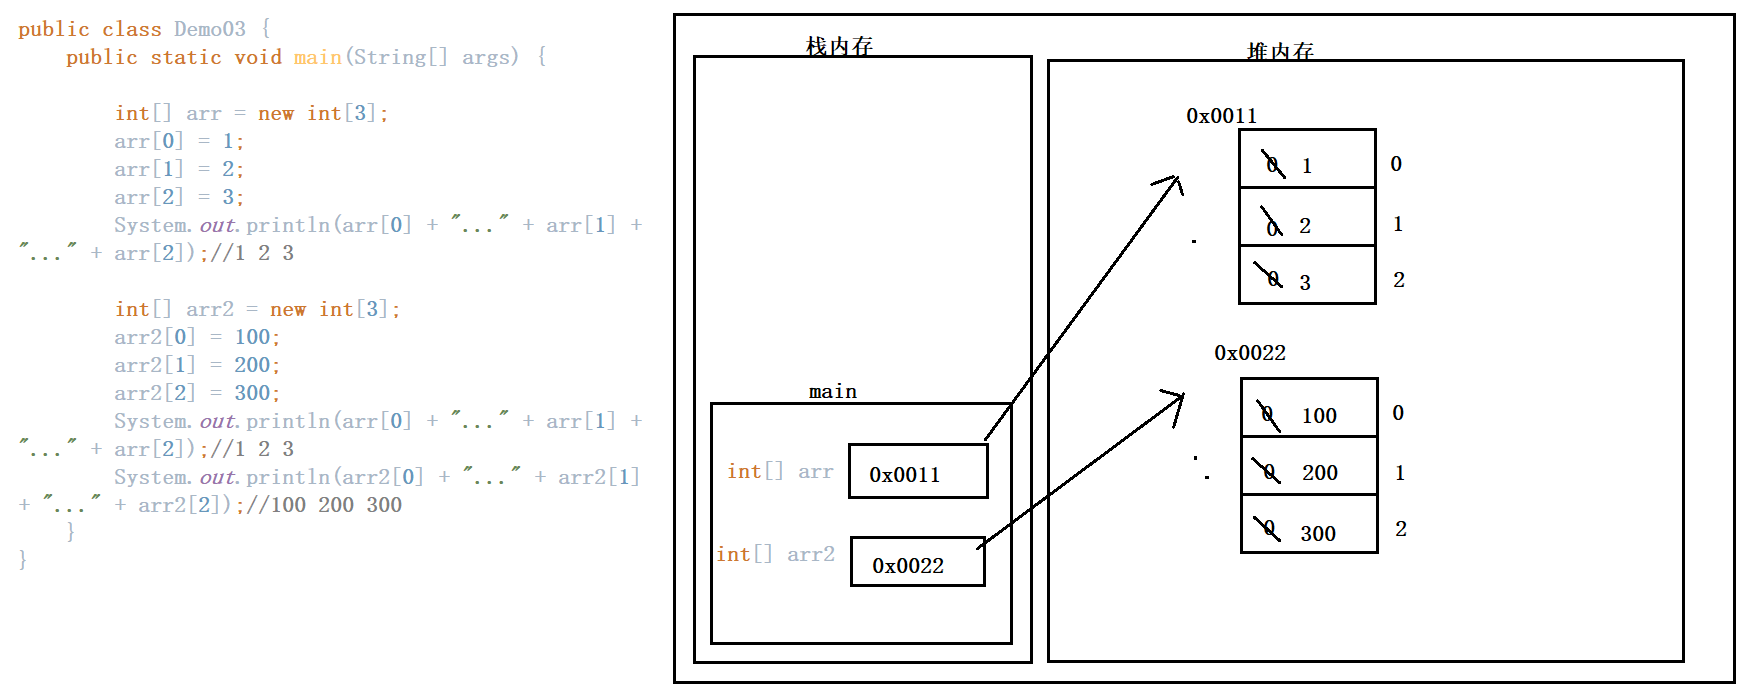 public class Demo03 {
public static void main(String[] args) {
int[] arr = new int[3];
arr[0] = 1;
arr[1] = 2;
arr[2] = 3;
System.out.println(arr[0] + "..." + arr[1] +
"..." + arr[2]);//1 2 3
int[] arr2 = new int[3];
arr2[0] = 100;
arr2[1] = 200;
arr2[2] = 300;
System.out.println(arr[0] + "..." + arr[1] +
"..." + arr[2]);//1 2 3
System.out.println(arr2[0] + "..." + arr2[1]
+ "..." + arr2[2]);//100 200 300
}
}
栈内存
main
int[] arr 0x0011
int[] arr2 0x0022
堆内存
0x0011
0 1 0
0 2 1
0 3 2
0x0022
0 100 0
0 200 1
0 300 2